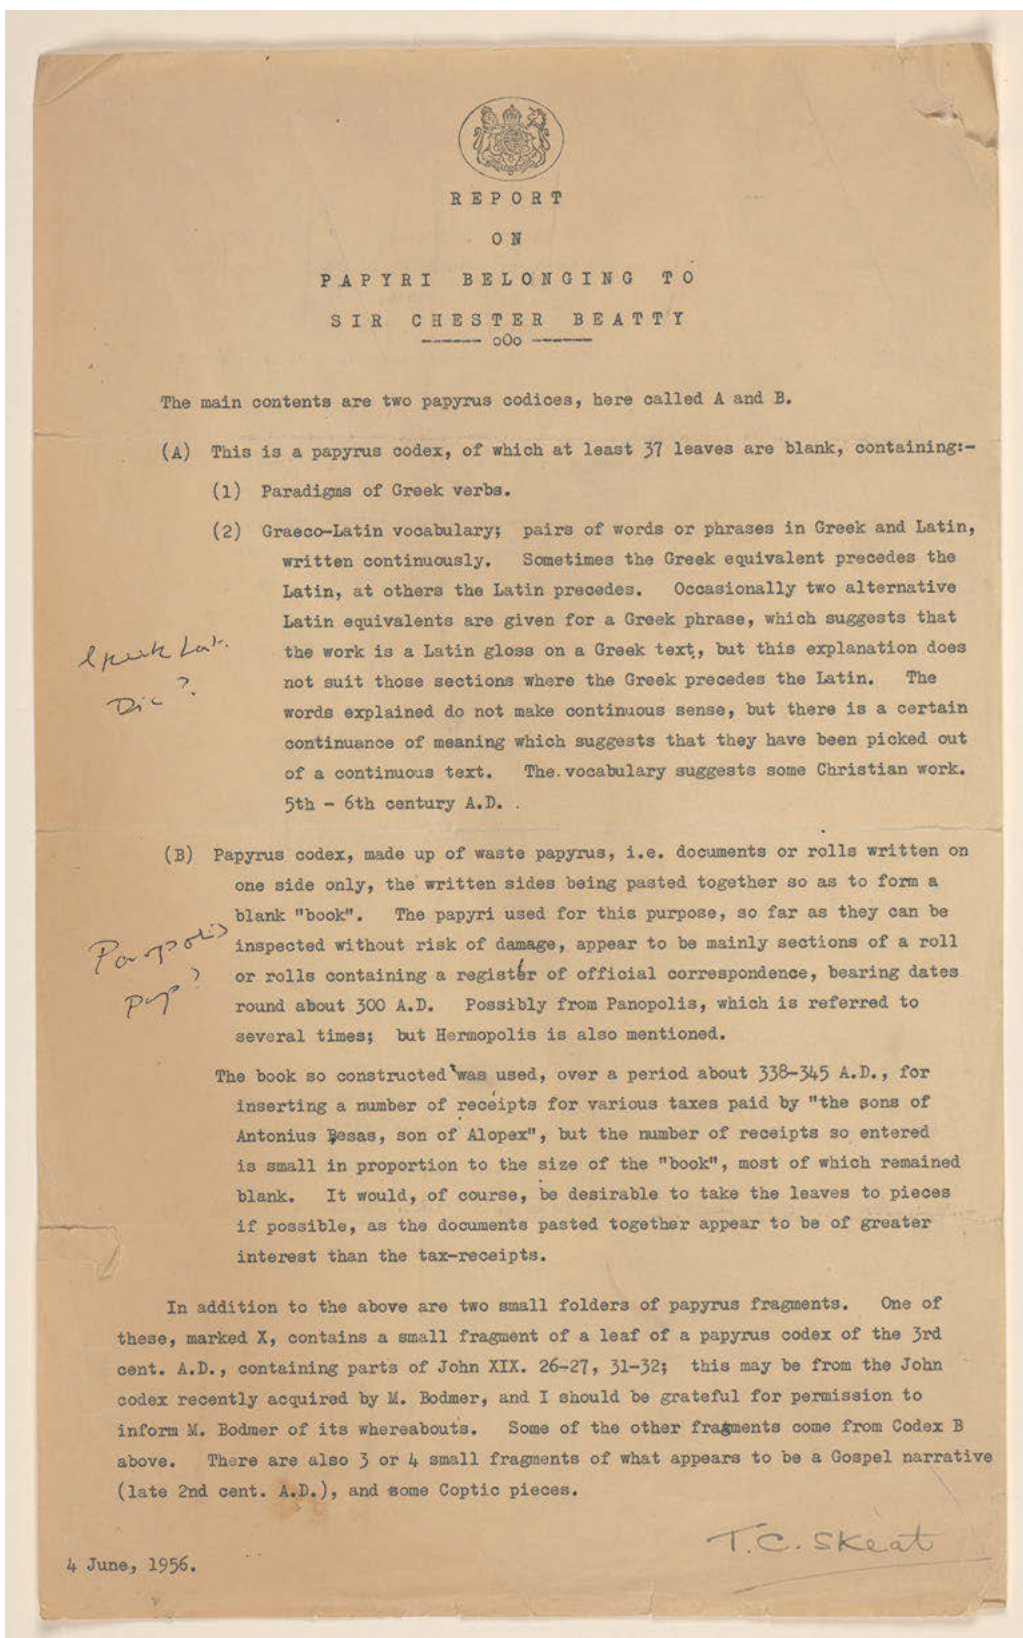 REPORT
ON
PAPYRI BELONGING TO
SIR CHESTER BEATTY
------ oOo ------
The main contents are two papyrus codices, here called A and B.
(A) This is a papyrus codex, of which at least 37 leaves are blank, containing:-
(1) Paradigms of Greek verbs.
(2) Graeco-Latin vocabulary; pairs of words or phrases in Greek and Latin,
written continuously. Sometimes the Greek equivalent precedes the
Latin, at others the Latin precedes. Occasionally two alternative
Latin equivalents are given for a Greek phrase, which suggests that
the work is a Latin gloss on a Greek text, but this explanation does
not suit those sections where the Greek precedes the Latin. The
words explained do not make continuous sense, but there is a certain
continuance of meaning which suggests that they have been picked out
of a continuous text. The vocabulary suggests some Christian work.
5th - 6th century A.D.
Lat.
Dic ?
(B) Papyrus codex, made up of waste papyrus, i.e. documents or rolls written on
one side only, the written sides being pasted together so as to form a
blank "book". The papyri used for this purpose, so far as they can be
inspected without risk of damage, appear to be mainly sections of a roll
or rolls containing a register of official correspondence, bearing dates
round about 300 A.D. Possibly from Panopolis, which is referred to
several times; but Hermopolis is also mentioned.
Panopolis
pap ?
The book so constructed was used, over a period about 338-345 A.D., for
inserting a number of receipts for various taxes paid by "the sons of
Antonius Besas, son of Alopex", but the number of receipts so entered
is small in proportion to the size of the "book", most of which remained
blank. It would, of course, be desirable to take the leaves to pieces
if possible, as the documents pasted together appear to be of greater
interest than the tax-receipts.
In addition to the above are two small folders of papyrus fragments. One of
these, marked X, contains a small fragment of a leaf of a papyrus codex of the 3rd
cent. A.D., containing parts of John XIX. 26-27, 31-32; this may be from the John
codex recently acquired by M. Bodmer, and I should be grateful for permission to
inform M. Bodmer of its whereabouts. Some of the other fragments come from Codex B
above. There are also 3 or 4 small fragments of what appears to be a Gospel narrative
(late 2nd cent. A.D.), and some Coptic pieces.
T.C. Skeat
4 June, 1956.